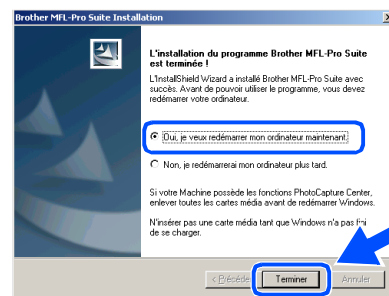 Brother MFL-Pro Suite Installation
L'installation du programme Brother MFL-Pro Suite
est terminée !
L'InstallShield Wizard a installé Brother MFL-Pro Suite avec
succès. Avant de pouvoir utiliser le programme, vous devez
redémarrer votre ordinateur.
Oui, je veux redémarrer mon ordinateur maintenant.
Non, je redémarrerai mon ordinateur plus tard.
Si votre Machine possède les fonctions PhotoCapture Center,
enlever toutes les cartes média avant de redémarrer Windows.
N'insérer pas une carte média tant que Windows n'a pas fini
de se charger.
< Précéde Terminer Annuler